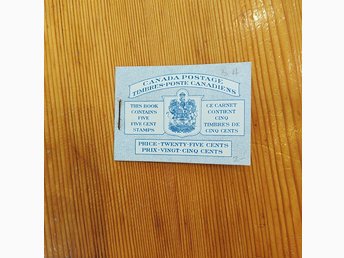 CANADA POSTAGE
TIMBRES-POSTE CANADIENS
THIS BOOK
CONTAINS
FIVE
FIVE CENT
STAMPS
CE CARNET
CONTIENT
CINQ
TIMBRES DE
CINQ CENTS
PRICE·TWENTY-FIVE CENTS
PRIX·VINGT-CINQ CENTS